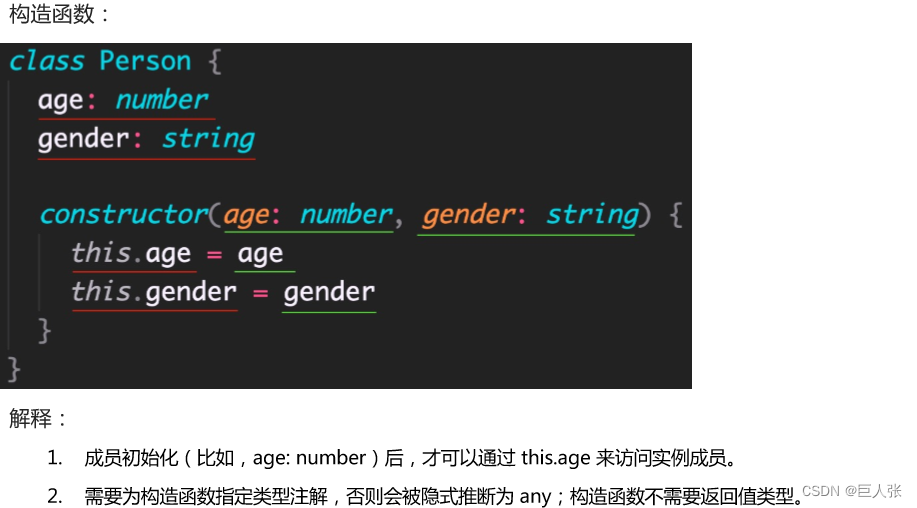 构造函数：
class Person {
age: number
gender: string
constructor(age: number, gender: string) {
this.age = age
this.gender = gender
}
}
解释：
1. 成员初始化（比如，age: number）后，才可以通过 this.age 来访问实例成员。
2. 需要为构造函数指定类型注解，否则会被隐式推断为 any；构造函数不需要返回值类型。
CSDN @巨人张